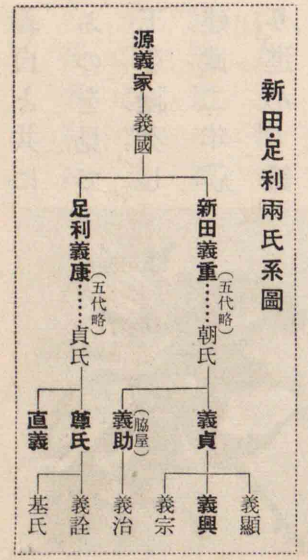 新田・足利兩氏系圖
源義家
義國
新田義重
(五代略)
朝氏
義貞
義顯
義興
義宗
義助
(脇屋)
義治
足利義康
(五代略)
貞氏
尊氏
義詮
基氏
直義